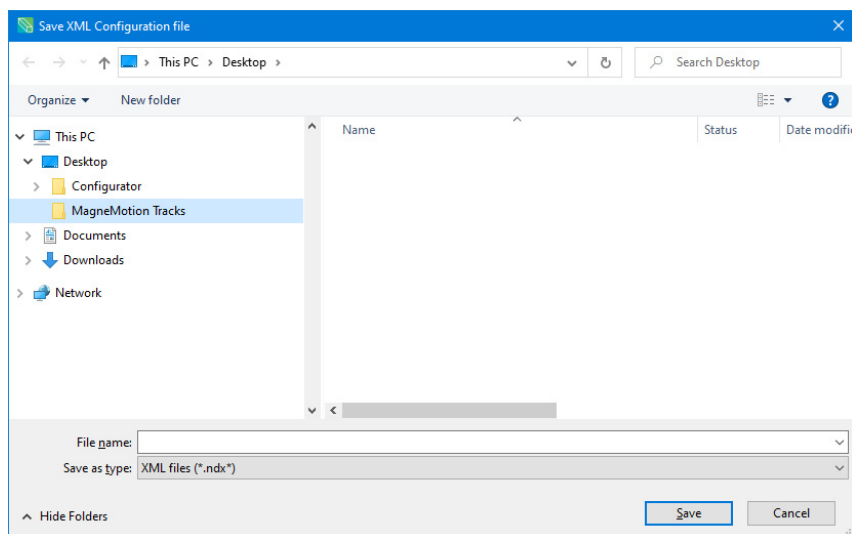 Save XML Configuration file
This PC > Desktop >
Search Desktop
Organize
New folder
This PC
Desktop
Configurator
MagneMotion Tracks
Documents
Downloads
Network
Name Status Date modifi
File name:
Save as type: XML files (*.ndx*)
Hide Folders
Save Cancel